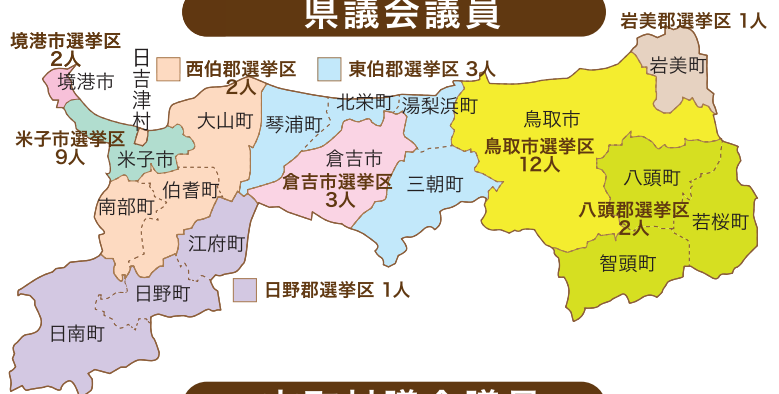 県議会議員
岩美郡選挙区 1人
境港市選挙区
2人
日吉津村
西伯郡選挙区
2人
東伯郡選挙区 3人
岩美町
境港市
北栄町
湯梨浜町
大山町
琴浦町
鳥取市
米子市選挙区
9人
米子市
倉吉市
鳥取市選挙区
12人
倉吉市選挙区
3人
三朝町
八頭町
伯耆町
南部町
八頭郡選挙区
2人
若桜町
江府町
智頭町
日野町
日野郡選挙区 1人
日南町